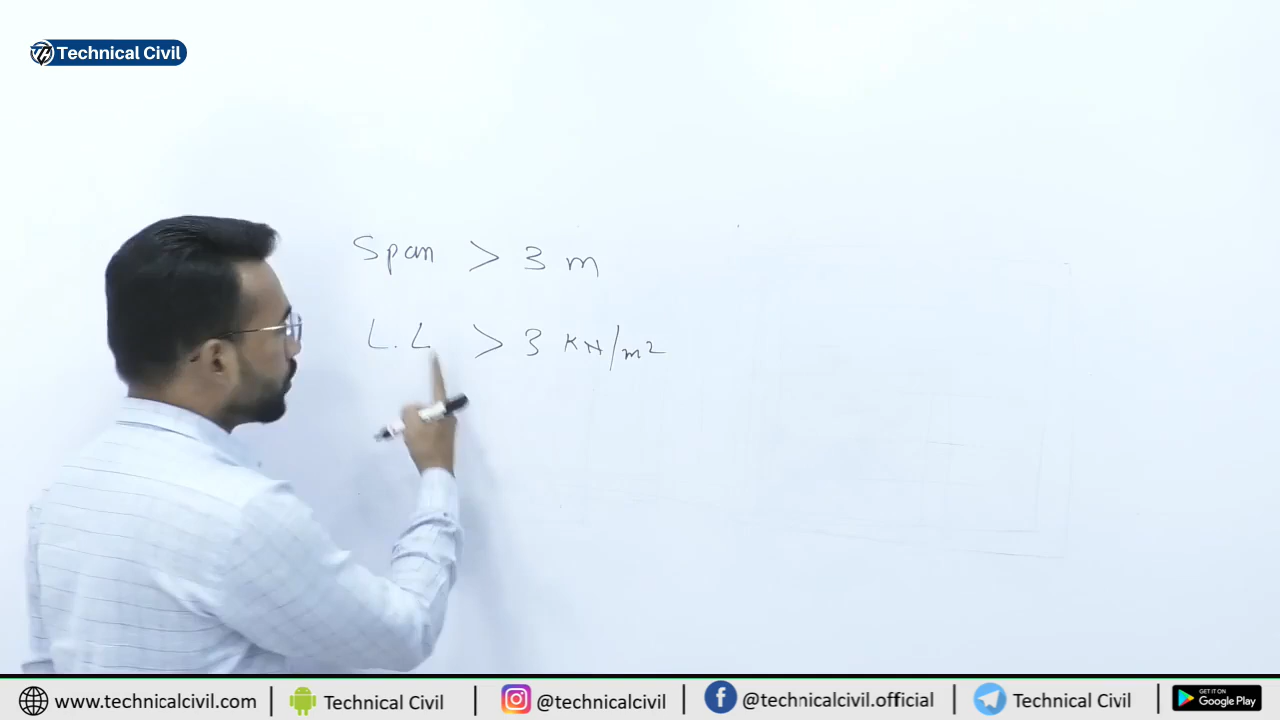 Technical Civil
Span > 3 m
L.L > 3 KN/m2
www.technicalcivil.com
Technical Civil
@technicalcivil
@technicalcivil.official
Technical Civil
GET IT ON
Google Play